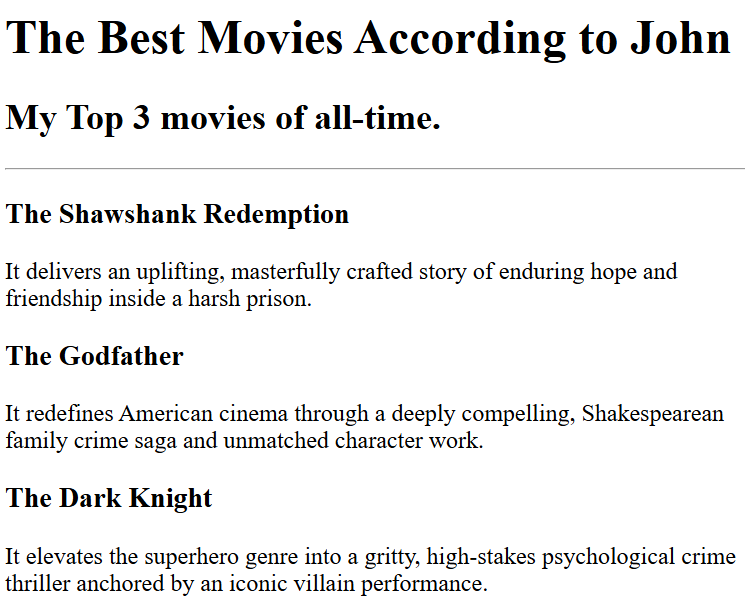 The Best Movies According to John
My Top 3 movies of all-time.
The Shawshank Redemption
It delivers an uplifting, masterfully crafted story of enduring hope and
friendship inside a harsh prison.
The Godfather
It redefines American cinema through a deeply compelling, Shakespearean
family crime saga and unmatched character work.
The Dark Knight
It elevates the superhero genre into a gritty, high-stakes psychological crime
thriller anchored by an iconic villain performance.